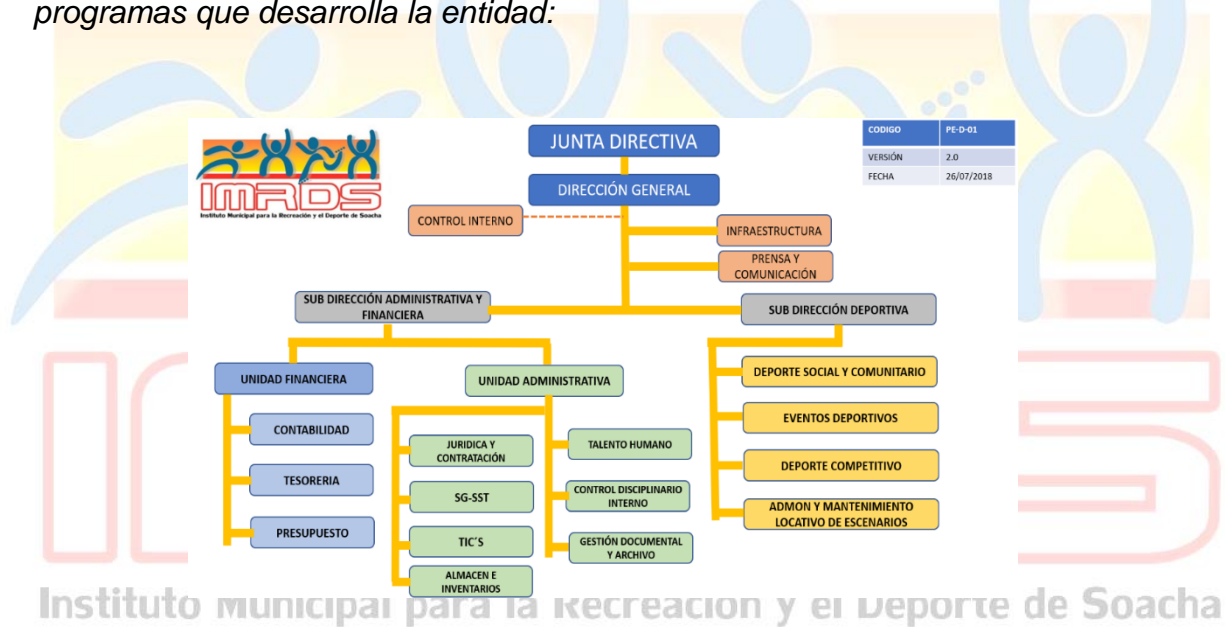 programas que desarrolla la entidad:
IMRDS
Instituto Municipal para la Recreación y el Deporte de Soacha
JUNTA DIRECTIVA
CODIGO PE-D-01
VERSIÓN 2.0
FECHA 26/07/2018
DIRECCIÓN GENERAL
CONTROL INTERNO
INFRAESTRUCTURA
PRENSA Y
COMUNICACIÓN
SUB DIRECCIÓN ADMINISTRATIVA Y
FINANCIERA
SUB DIRECCIÓN DEPORTIVA
UNIDAD FINANCIERA
CONTABILIDAD
TESORERIA
PRESUPUESTO
UNIDAD ADMINISTRATIVA
JURIDICA Y
CONTRATACIÓN
SG-SST
TIC´S
ALMACEN E
INVENTARIOS
TALENTO HUMANO
CONTROL DISCIPLINARIO
INTERNO
GESTIÓN DOCUMENTAL
Y ARCHIVO
DEPORTE SOCIAL Y COMUNITARIO
EVENTOS DEPORTIVOS
DEPORTE COMPETITIVO
ADMON Y MANTENIMIENTO
LOCATIVO DE ESCENARIOS
Instituto Municipal para la Recreación y el Deporte de Soacha